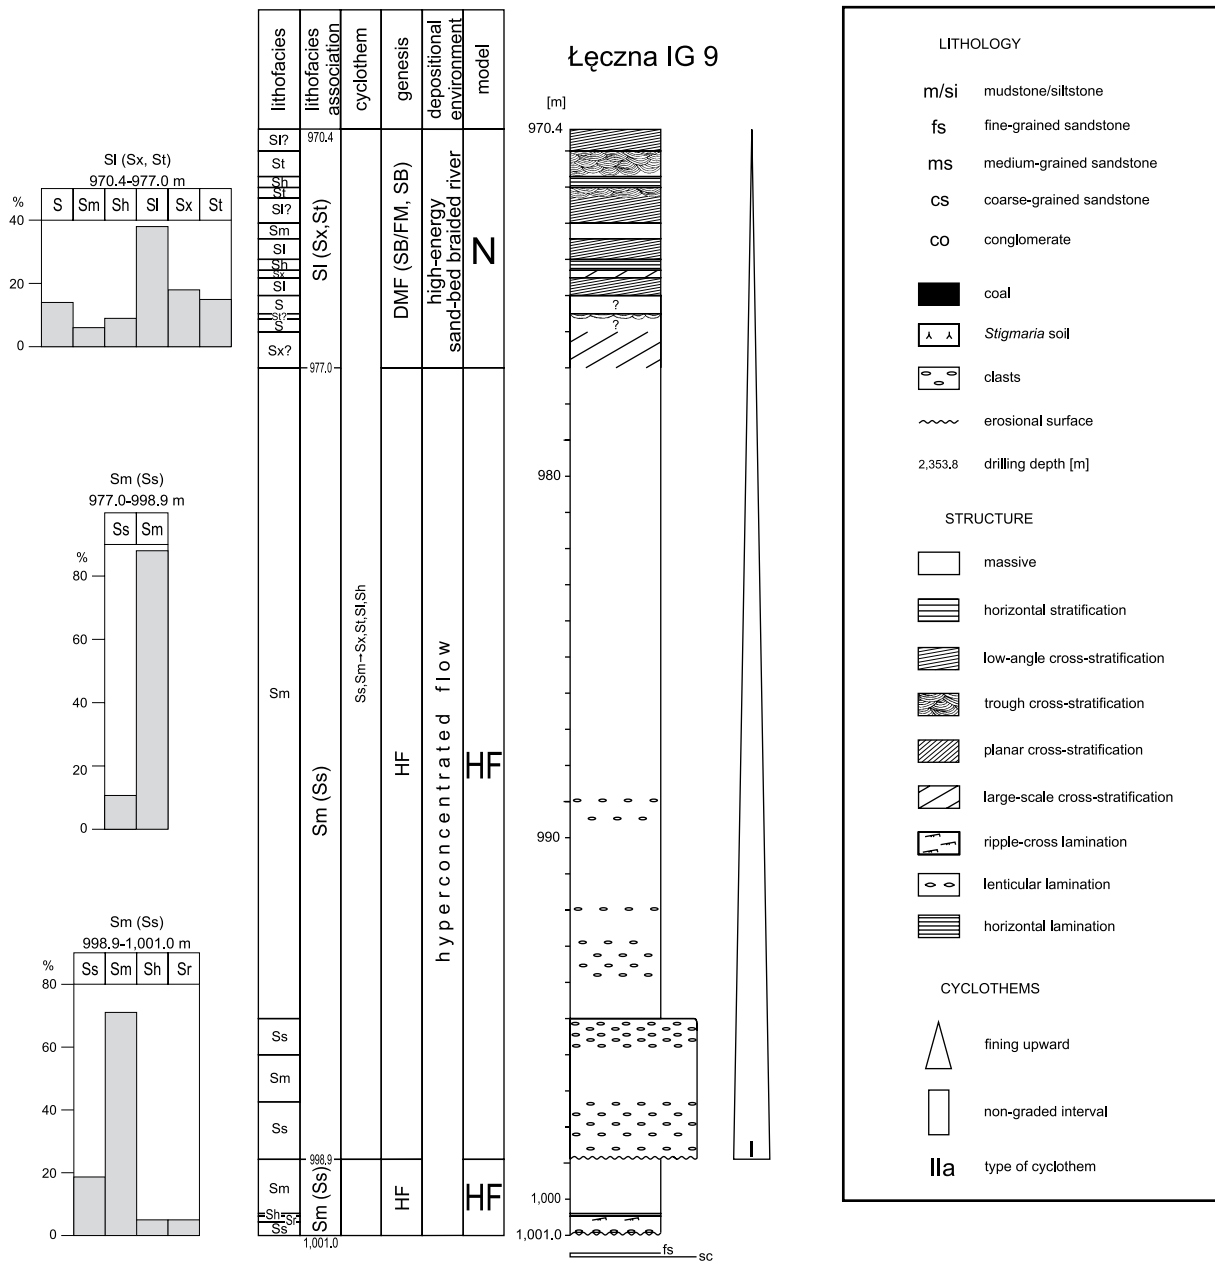 Łęczna IG 9
lithofacies
lithofacies association
cyclothem
genesis
depositional environment
model
[m]
970.4
980
990
1,000
1,001.0
fs
sc
I
Sl?
St
Sh
St
Sl?
Sm
Sl
Sh
Sx
Sl
S
St?
S
Sx?
Sm
Ss
Sm
Ss
Sm
Sh
Sr
Ss
970.4
Sl (Sx,St)
977.0
Sm (Ss)
998.9
Sm (Ss)
1,001.0
Ss,Sm→Sx,St,Sl,Sh
DMF (SB/FM, SB)
HF
HF
high-energy
sand-bed braided river
hyperconcentrated flow
N
HF
HF
?
?
Sl (Sx, St)
970.4-977.0 m
%
S Sm Sh Sl Sx St
40
20
0
Sm (Ss)
977.0-998.9 m
Ss Sm
%
80
60
40
20
0
Sm (Ss)
998.9-1,001.0 m
%
Ss Sm Sh Sr
80
60
40
20
0
LITHOLOGY
m/si mudstone/siltstone
fs fine-grained sandstone
ms medium-grained sandstone
cs coarse-grained sandstone
co conglomerate
coal
Stigmaria soil
clasts
erosional surface
2,353.8 drilling depth [m]
STRUCTURE
massive
horizontal stratification
low-angle cross-stratification
trough cross-stratification
planar cross-stratification
large-scale cross-stratification
ripple-cross lamination
lenticular lamination
horizontal lamination
CYCLOTHEMS
fining upward
non-graded interval
IIa type of cyclothem